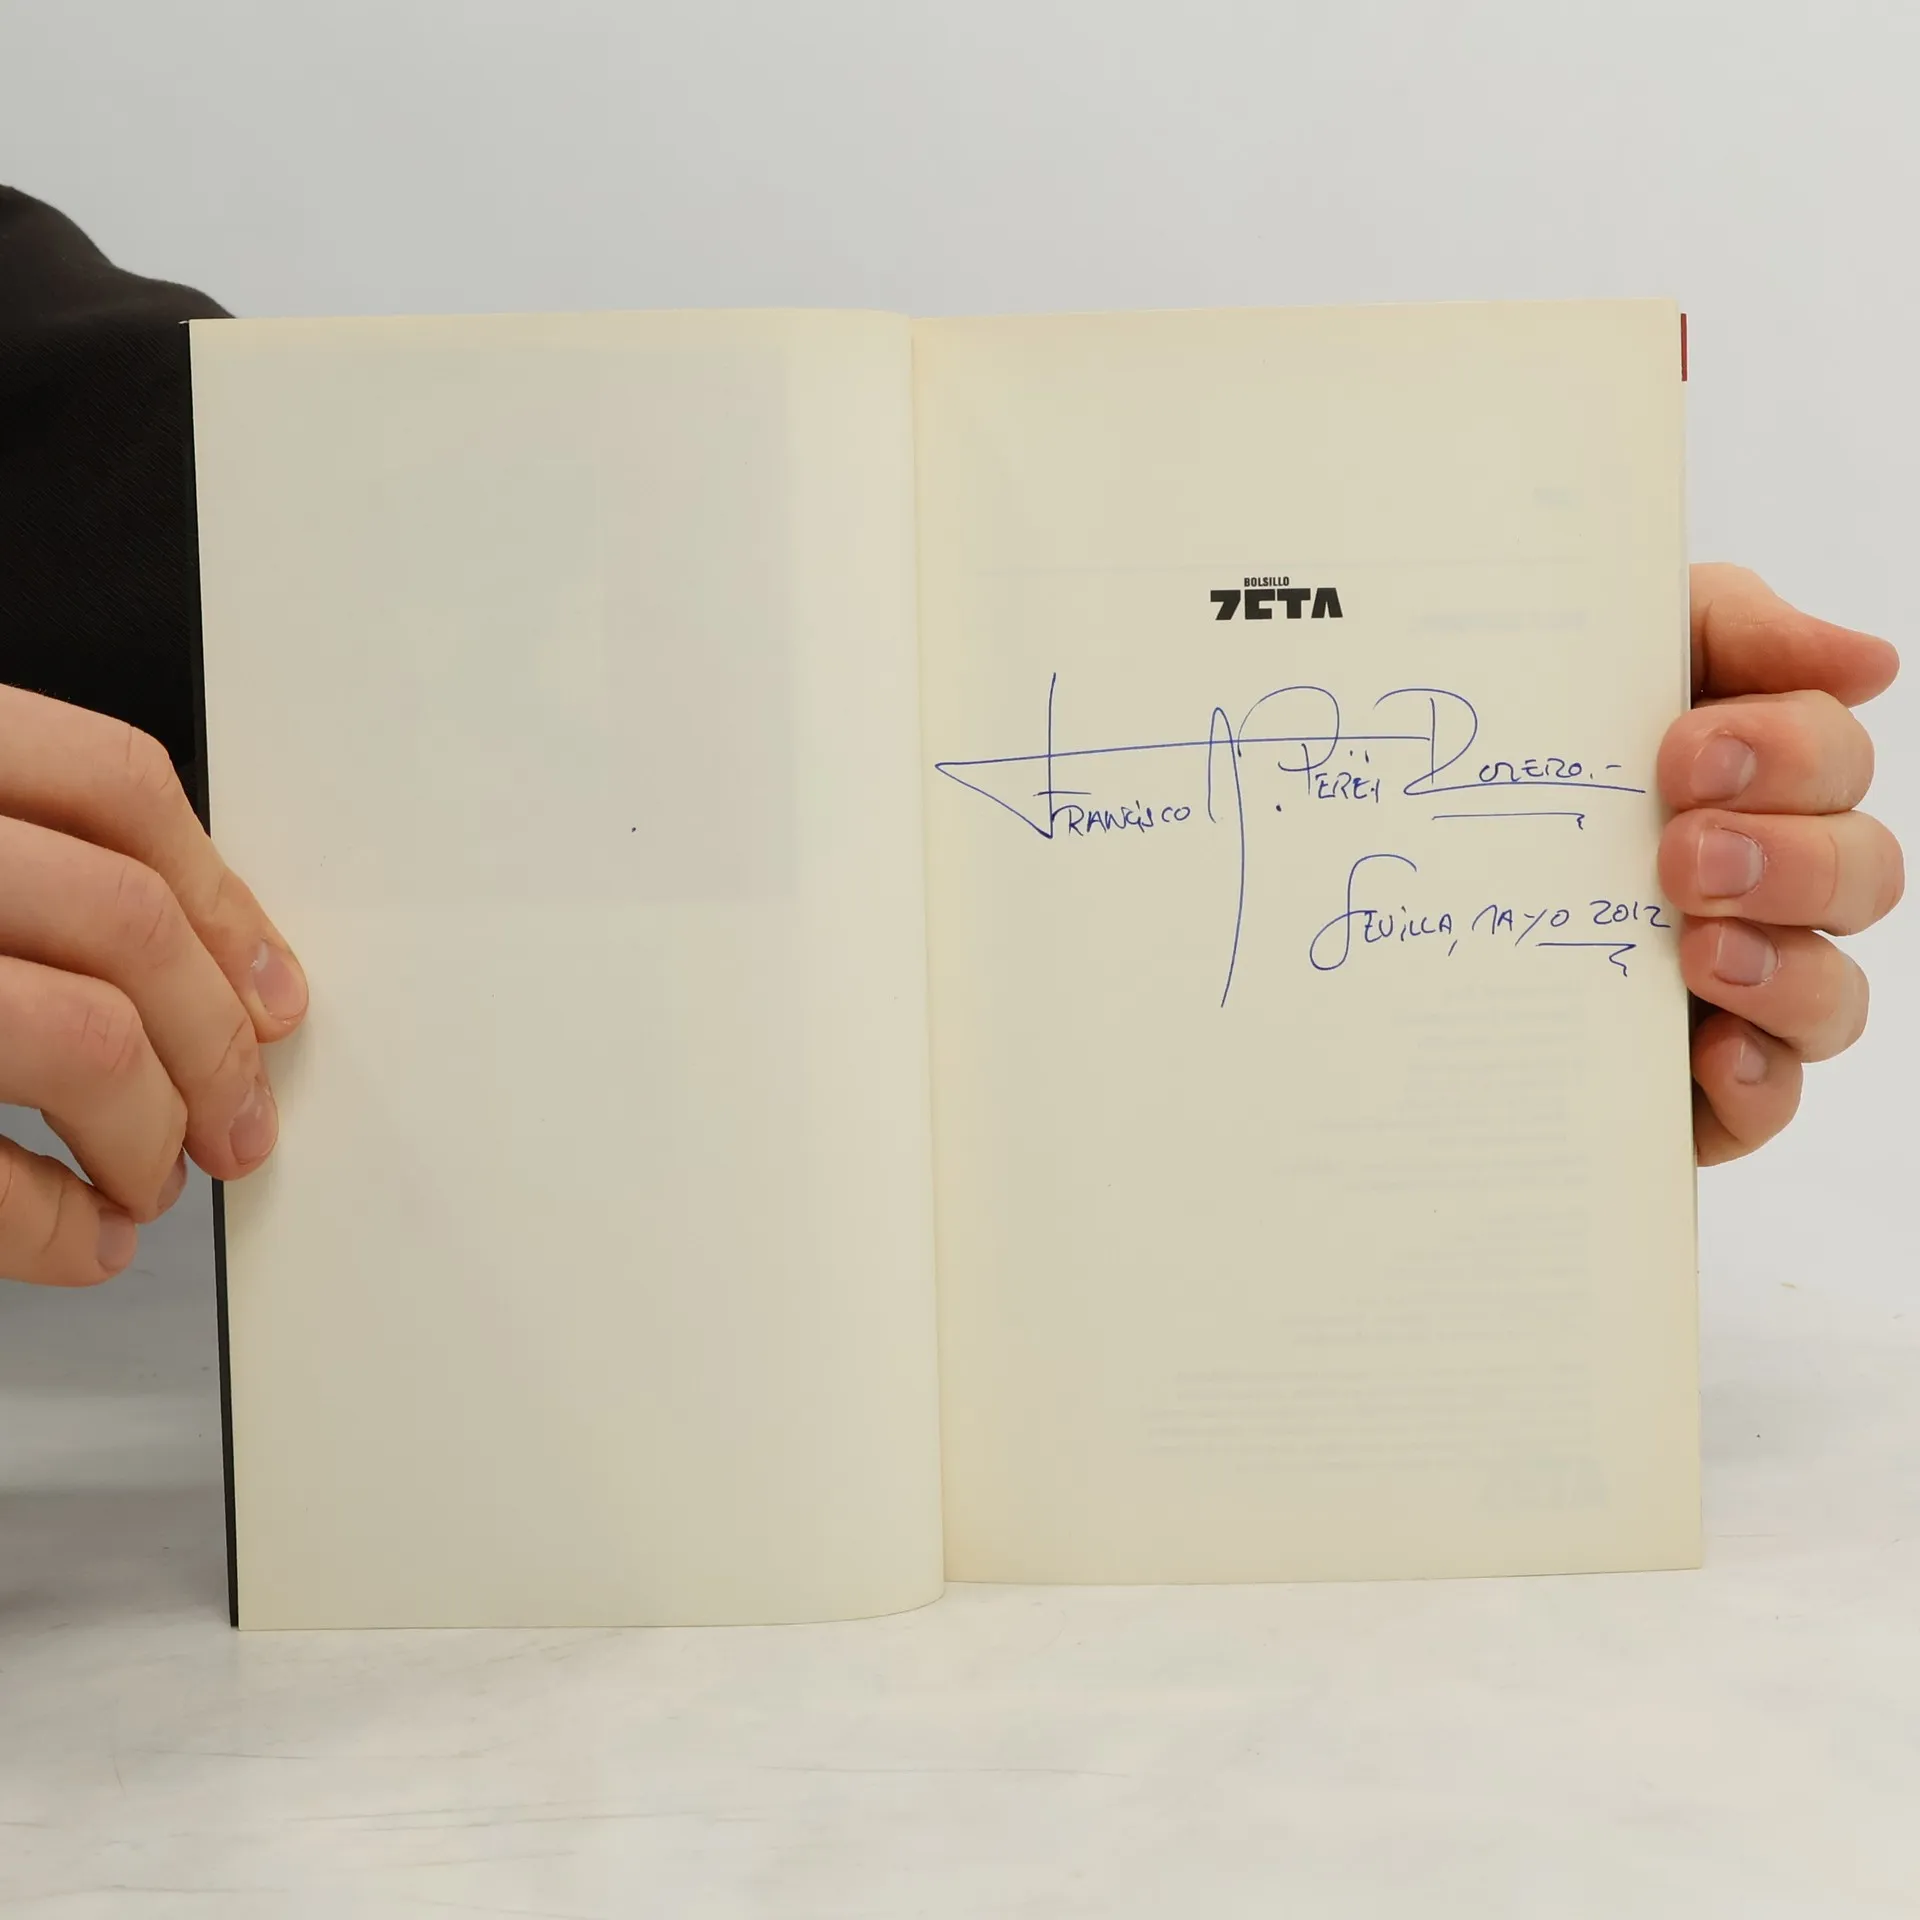 BOLSILLO
ZETA
FRANCISCO J. PÉREZ ROMERO.-
SEVILLA, MAYO 2012